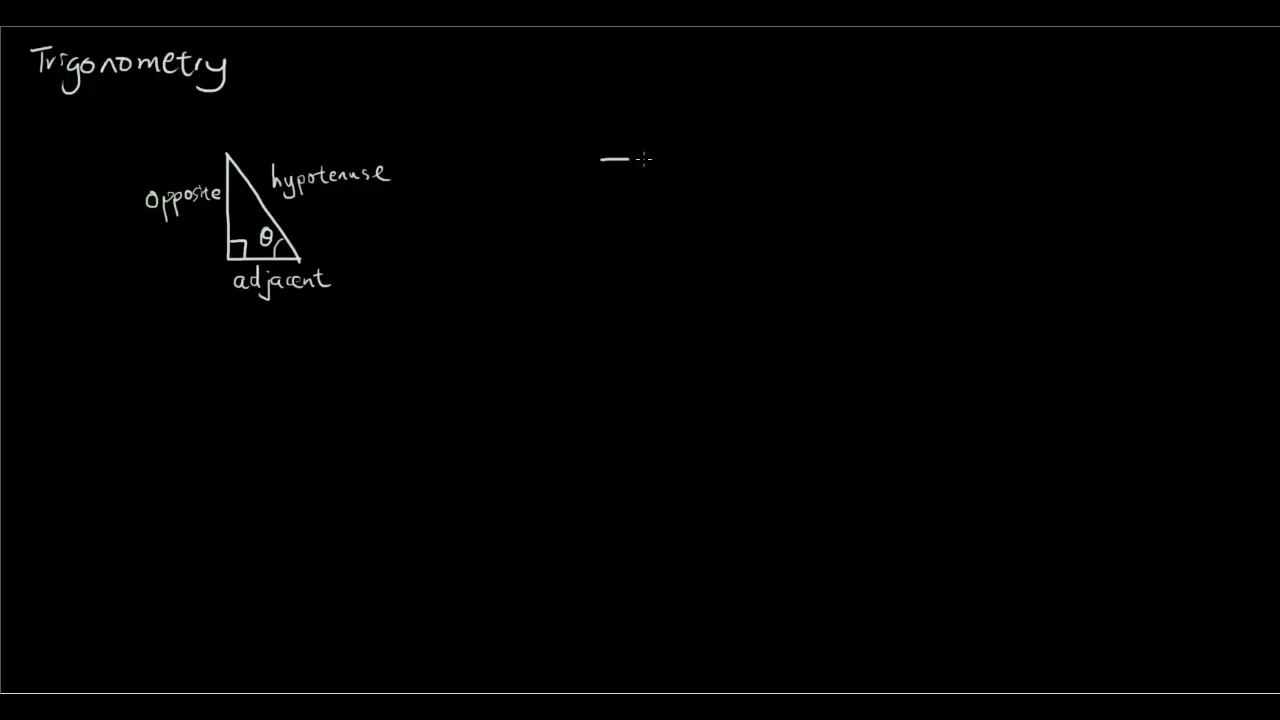 Trigonometry
hypotenuse
opposite
θ
adjacent